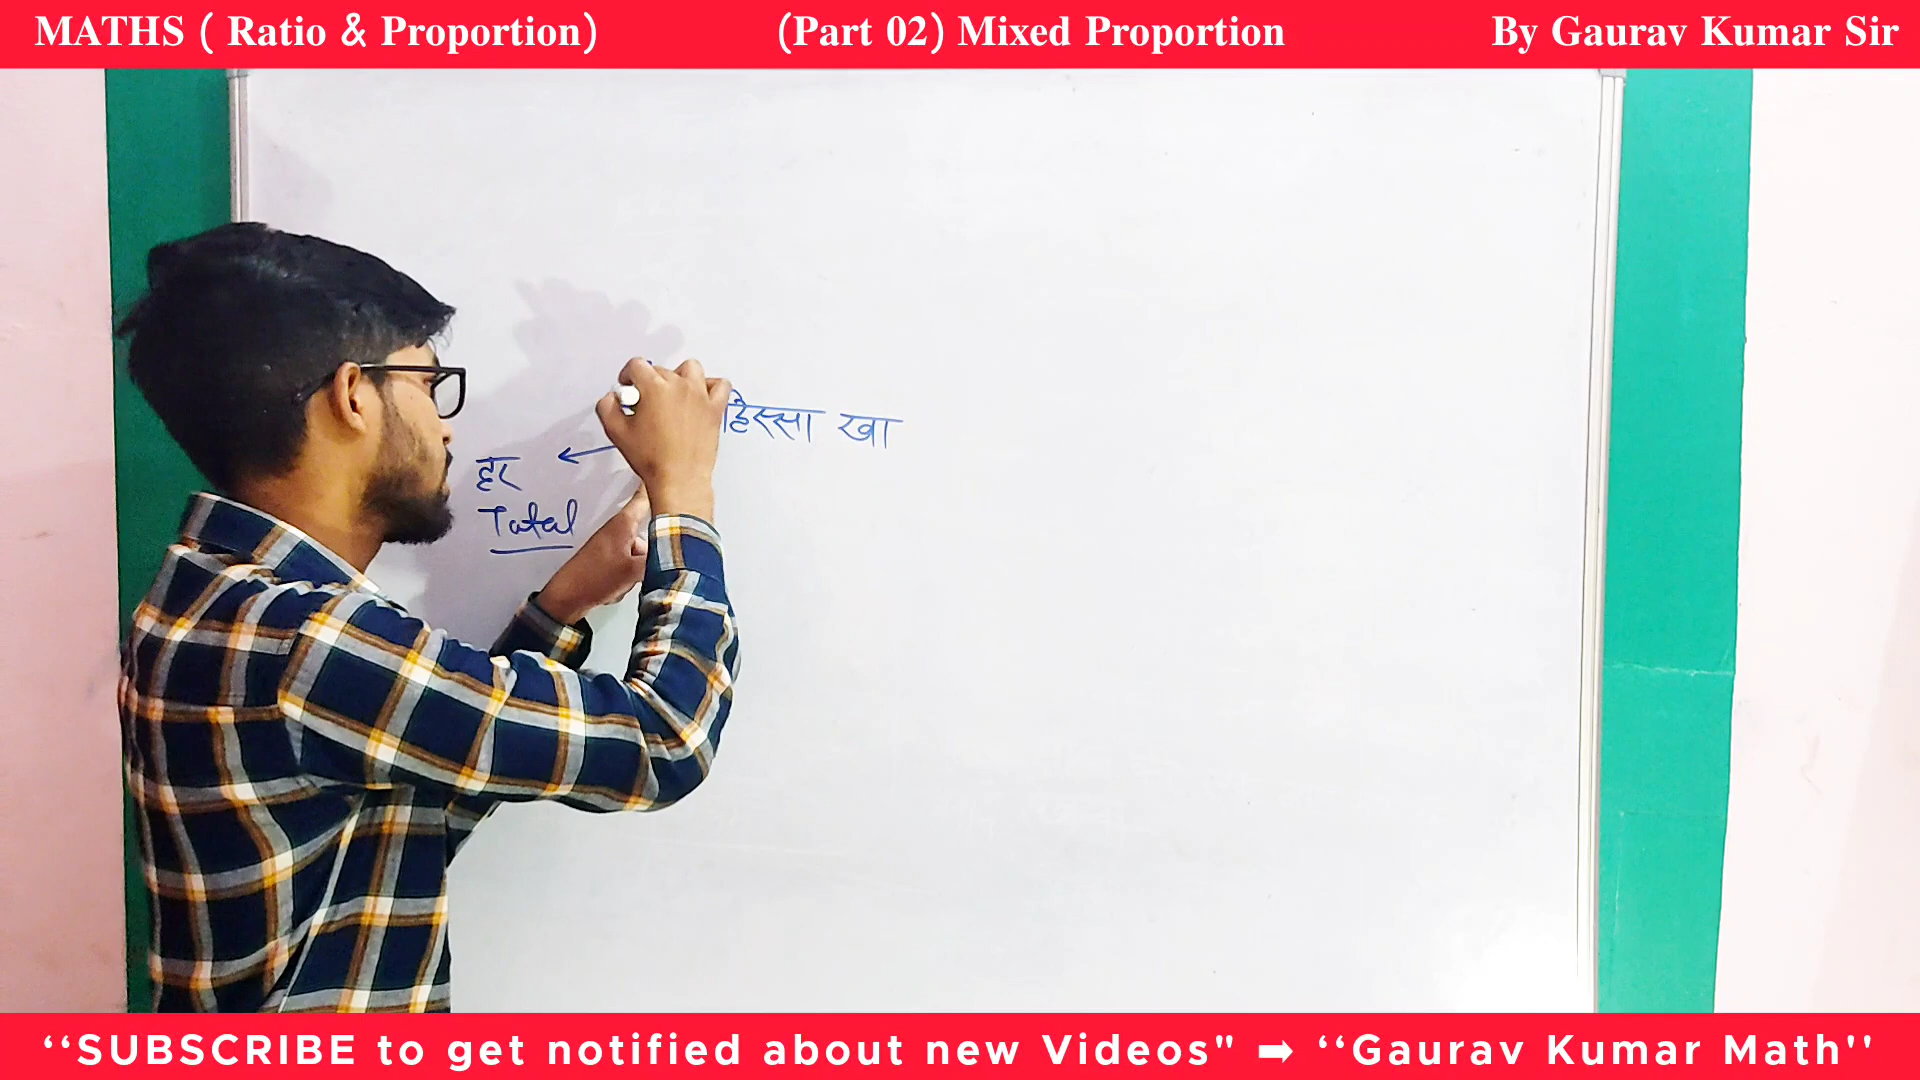 MATHS ( Ratio & Proportion) (Part 02) Mixed Proportion By Gaurav Kumar Sir
हिस्सा खा
हर
Total
‘‘SUBSCRIBE to get notified about new Videos" ➡ ‘‘Gaurav Kumar Math''